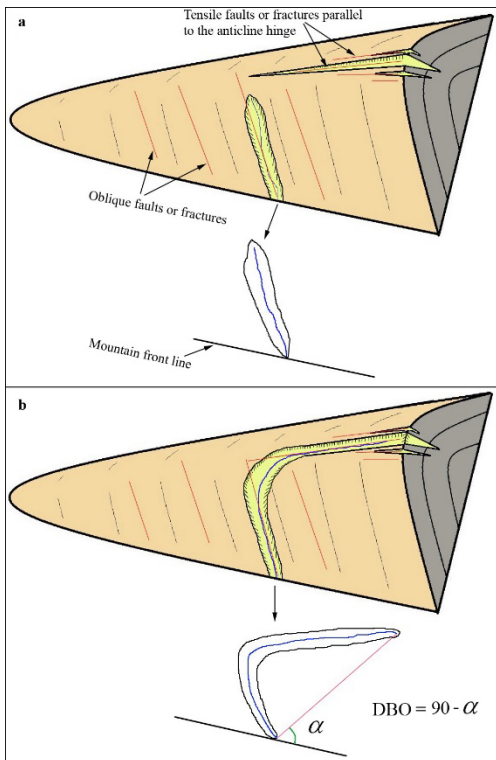 a
Tensile faults or fractures parallel
to the anticline hinge
Oblique faults or fractures
Mountain front line
b
α
DBO = 90 - α